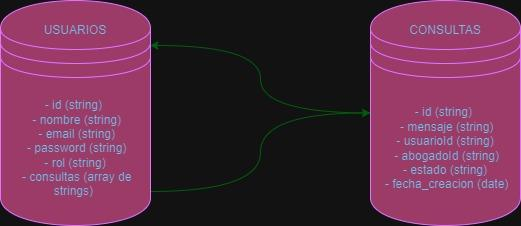 USUARIOS
- id (string)
- nombre (string)
- email (string)
- password (string)
- rol (string)
- consultas (array de
strings)
CONSULTAS
- id (string)
- mensaje (string)
- usuarioId (string)
- abogadoId (string)
- estado (string)
- fecha_creacion (date)